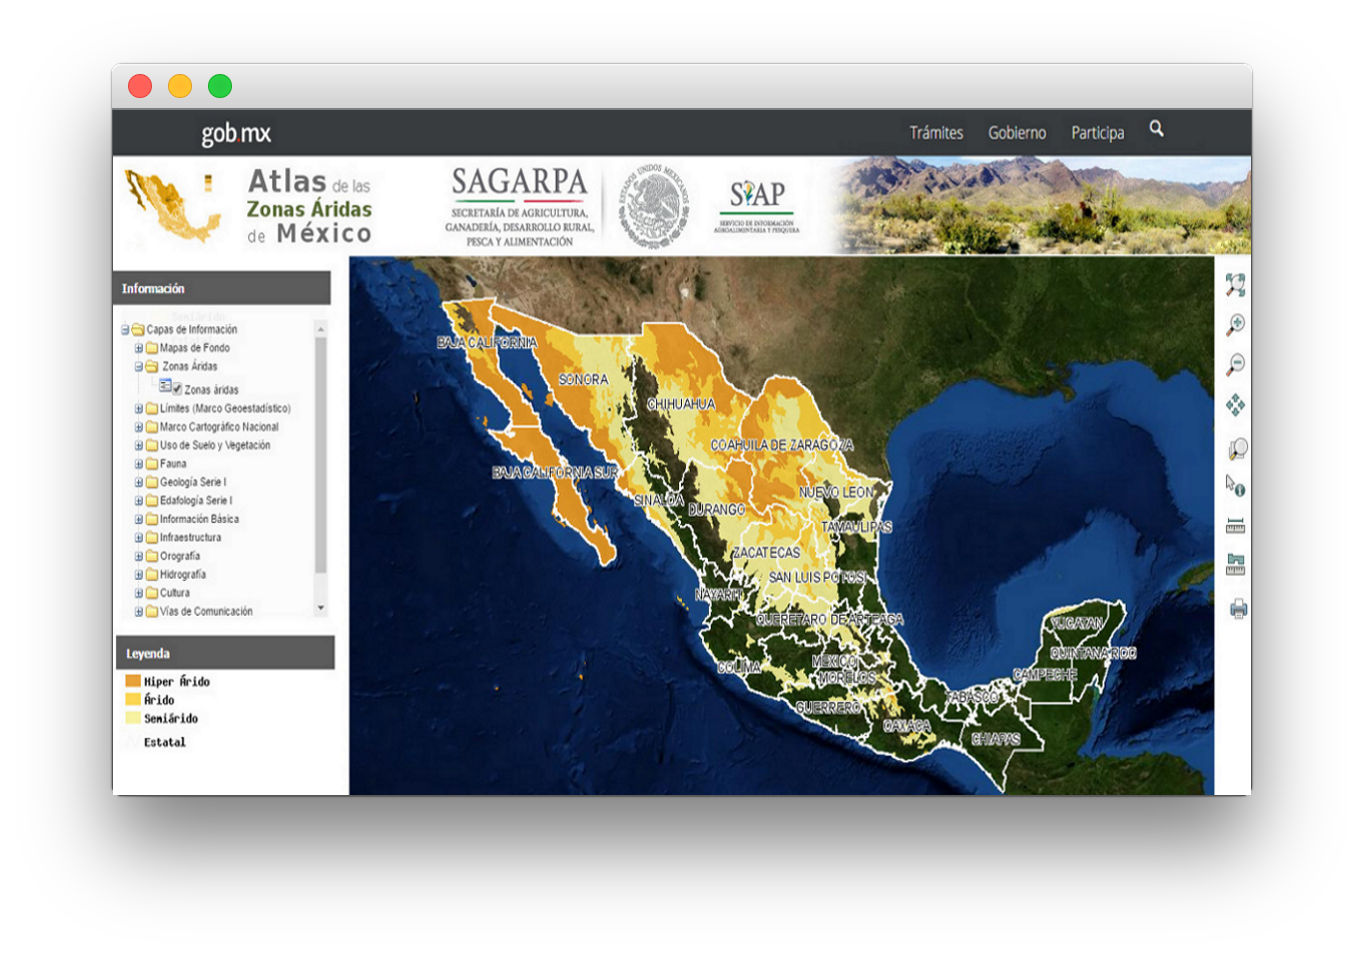 gob.mx
Trámites
Gobierno
Participa
Atlas de las
Zonas Áridas
de México
SAGARPA
SECRETARÍA DE AGRICULTURA,
GANADERÍA, DESARROLLO RURAL,
PESCA Y ALIMENTACIÓN
ESTADOS UNIDOS MEXICANOS
SIAP
SERVICIO DE INFORMACIÓN
AGROALIMENTARIA Y PESQUERA
Información
Capas de Información
Mapas de Fondo
Zonas Áridas
Zonas áridas
Límites (Marco Geoestadístico)
Marco Cartográfico Nacional
Uso de Suelo y Vegetación
Fauna
Geología Serie I
Edafología Serie I
Información Básica
Infraestructura
Orografía
Hidrografía
Cultura
Vías de Comunicación
Leyenda
Hiper Árido
Árido
Semiárido
Estatal
BAJA CALIFORNIA
SONORA
CHIHUAHUA
COAHUILA DE ZARAGOZA
BAJA CALIFORNIA SUR
SINALOA
DURANGO
NUEVO LEON
TAMAULIPAS
ZACATECAS
SAN LUIS POTOSI
NAYARIT
QUERETARO DE ARTEAGA
COLIMA
MEXICO
MORELOS
GUERRERO
OAXACA
TABASCO
CHIAPAS
CAMPECHE
YUCATAN
QUINTANA ROO